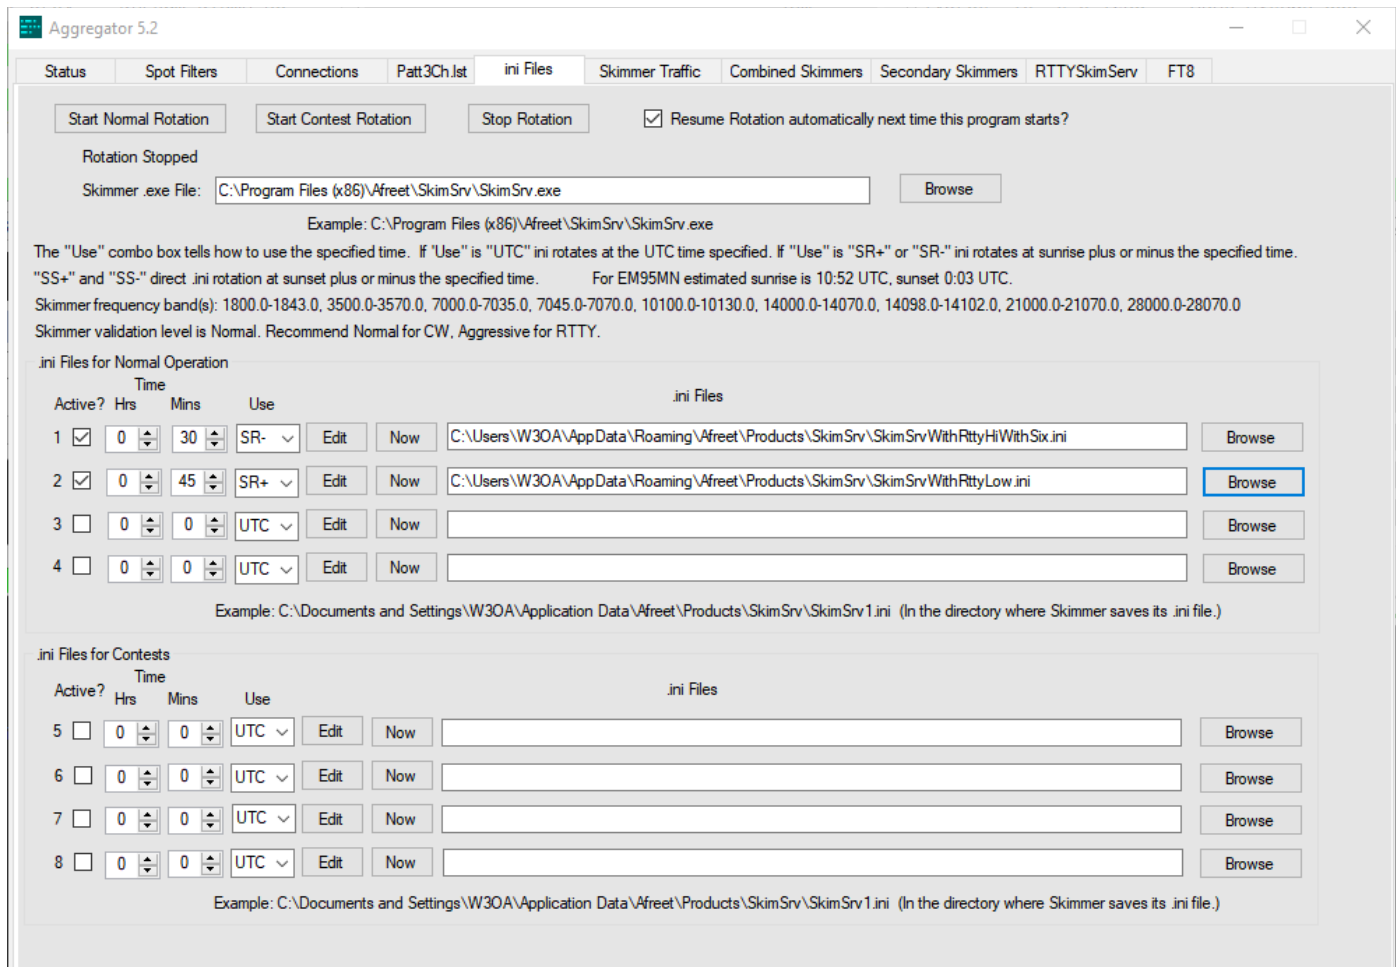 Aggregator 5.2
Status Spot Filters Connections Patt3Ch.lst ini Files Skimmer Traffic Combined Skimmers Secondary Skimmers RTTYSkimServ FT8
Start Normal Rotation Start Contest Rotation Stop Rotation Resume Rotation automatically next time this program starts?
Rotation Stopped
Skimmer .exe File: C:\Program Files (x86)\Afreet\SkimSrv\SkimSrv.exe Browse
Example: C:\Program Files (x86)\Afreet\SkimSrv\SkimSrv.exe
The "Use" combo box tells how to use the specified time. If 'Use" is "UTC" ini rotates at the UTC time specified. If "Use" is "SR+" or "SR-" ini rotates at sunrise plus or minus the specified time.
"SS+" and "SS-" direct .ini rotation at sunset plus or minus the specified time. For EM95MN estimated sunrise is 10:52 UTC, sunset 0:03 UTC.
Skimmer frequency band(s): 1800.0-1843.0, 3500.0-3570.0, 7000.0-7035.0, 7045.0-7070.0, 10100.0-10130.0, 14000.0-14070.0, 14098.0-14102.0, 21000.0-21070.0, 28000.0-28070.0
Skimmer validation level is Normal. Recommend Normal for CW, Aggressive for RTTY.
.ini Files for Normal Operation
Time
Active? Hrs Mins Use .ini Files
1 0 30 SR- Edit Now C:\Users\W3OA\AppData\Roaming\Afreet\Products\SkimSrv\SkimSrvWithRttyHiWithSix.ini Browse
2 0 45 SR+ Edit Now C:\Users\W3OA\AppData\Roaming\Afreet\Products\SkimSrv\SkimSrvWithRttyLow.ini Browse
3 0 0 UTC Edit Now Browse
4 0 0 UTC Edit Now Browse
Example: C:\Documents and Settings\W3OA\Application Data\Afreet\Products\SkimSrv\SkimSrv1.ini (In the directory where Skimmer saves its .ini file.)
.ini Files for Contests
Time
Active? Hrs Mins Use .ini Files
5 0 0 UTC Edit Now Browse
6 0 0 UTC Edit Now Browse
7 0 0 UTC Edit Now Browse
8 0 0 UTC Edit Now Browse
Example: C:\Documents and Settings\W3OA\Application Data\Afreet\Products\SkimSrv\SkimSrv1.ini (In the directory where Skimmer saves its .ini file.)